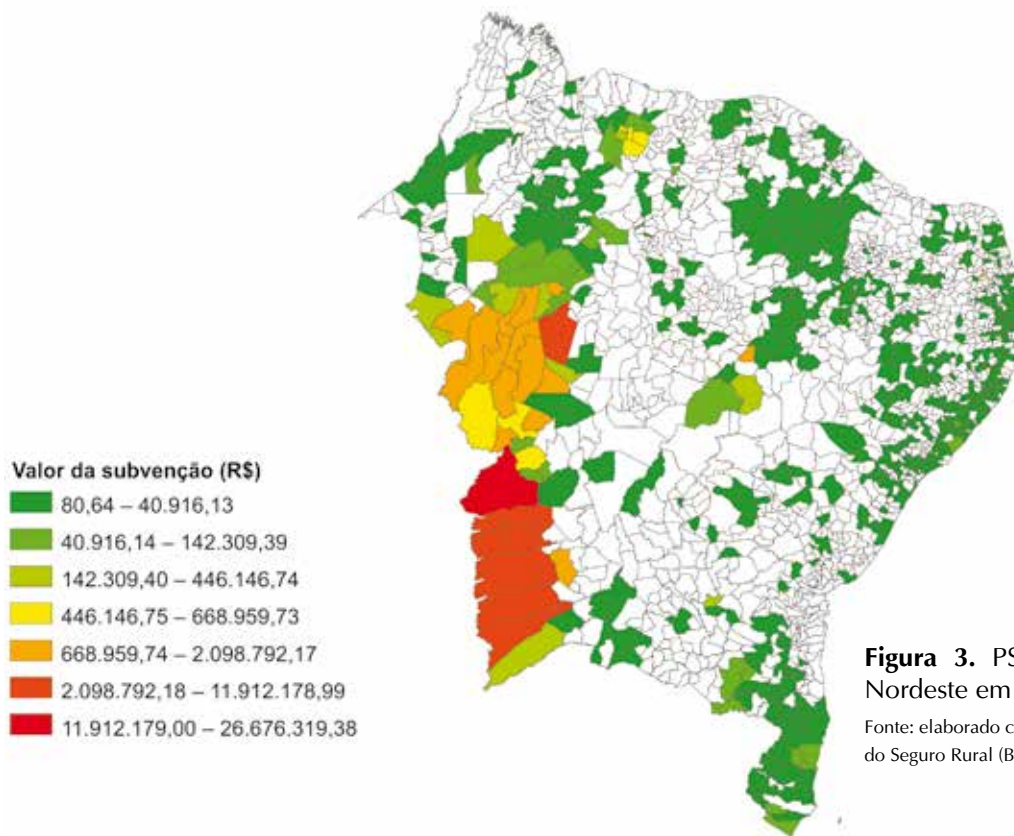 Valor da subvenção (R$)
80,64 – 40.916,13
40.916,14 – 142.309,39
142.309,40 – 446.146,74
446.146,75 – 668.959,73
668.959,74 – 2.098.792,17
2.098.792,18 – 11.912.178,99
11.912.179,00 – 26.676.319,38
Figura 3. PS
Nordeste em
Fonte: elaborado c
do Seguro Rural (B